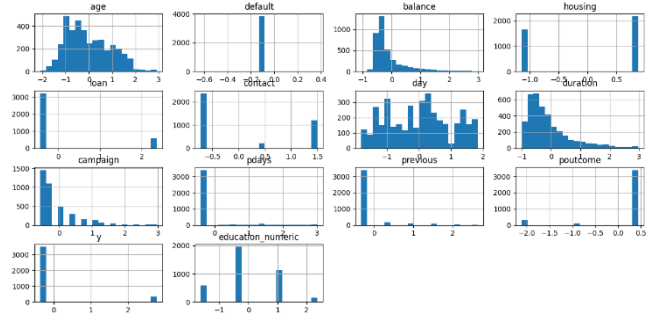 age default balance housing
400
200
0
−2 −1 0 1 2 3
4000
2000
0
−0.6 −0.4 −0.2 0.0 0.2 0.4
1000
500
0
−1 0 1 2 3
2000
1000
0
−1.0 −0.5 0.0 0.5
loan contact day duration
3000
2000
1000
0
0 1 2
2000
1000
0
−0.5 0.0 0.5 1.0 1.5
300
200
100
0
−2 −1 0 1 2
600
400
200
0
−1 0 1 2 3
campaign pdays previous poutcome
1500
1000
500
0
0 1 2 3
3000
2000
1000
0
0 1 2 3
3000
2000
1000
0
0 1 2
3000
2000
1000
0
−2.0 −1.5 −1.0 −0.5 0.0 0.5
y education_numeric
3000
2000
1000
0
0 1 2
2000
1000
0
−1 0 1 2